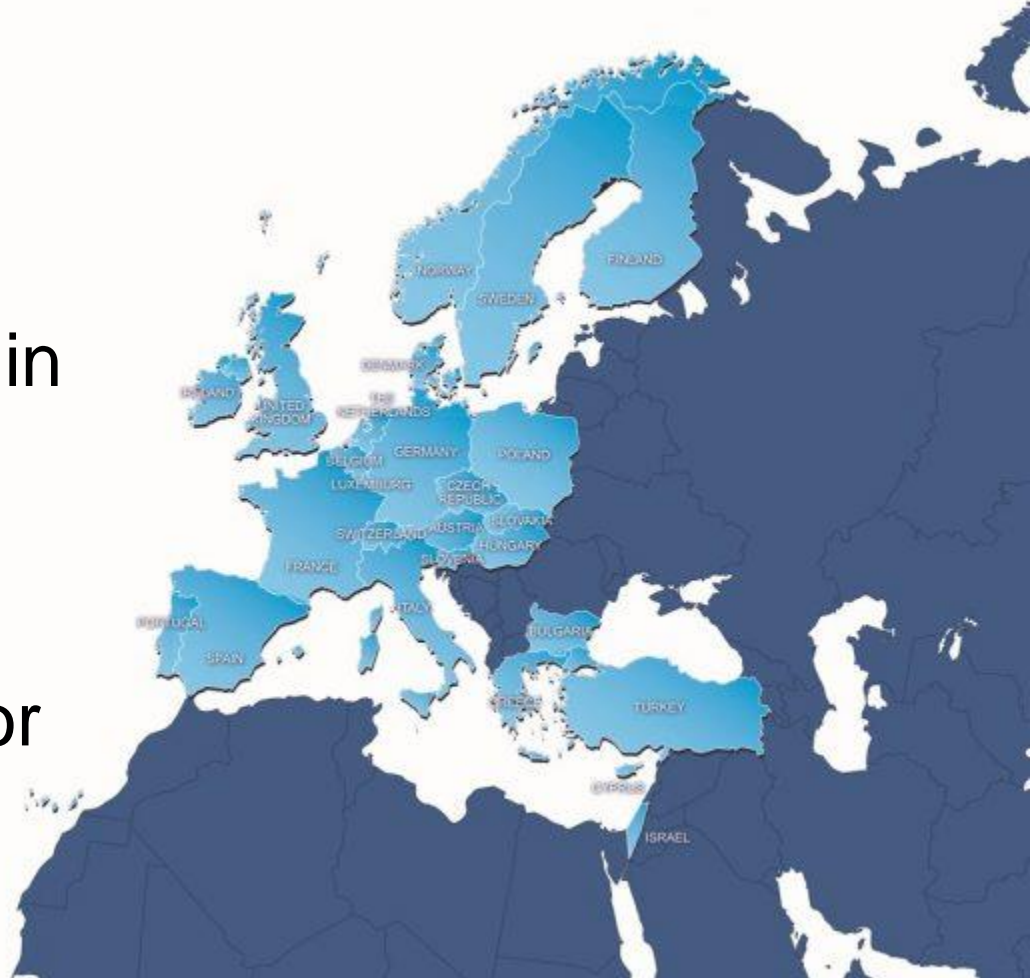 in
or
NORWAY
SWEDEN
FINLAND
DENMARK
IRELAND
UNITED
KINGDOM
THE
NETHERLANDS
BELGIUM
GERMANY
POLAND
LUXEMBURG
CZECH
REPUBLIC
SWITZERLAND
AUSTRIA
SLOVAKIA
HUNGARY
SLOVENIA
FRANCE
ITALY
PORTUGAL
SPAIN
BULGARIA
GREECE
TURKEY
CYPRUS
ISRAEL